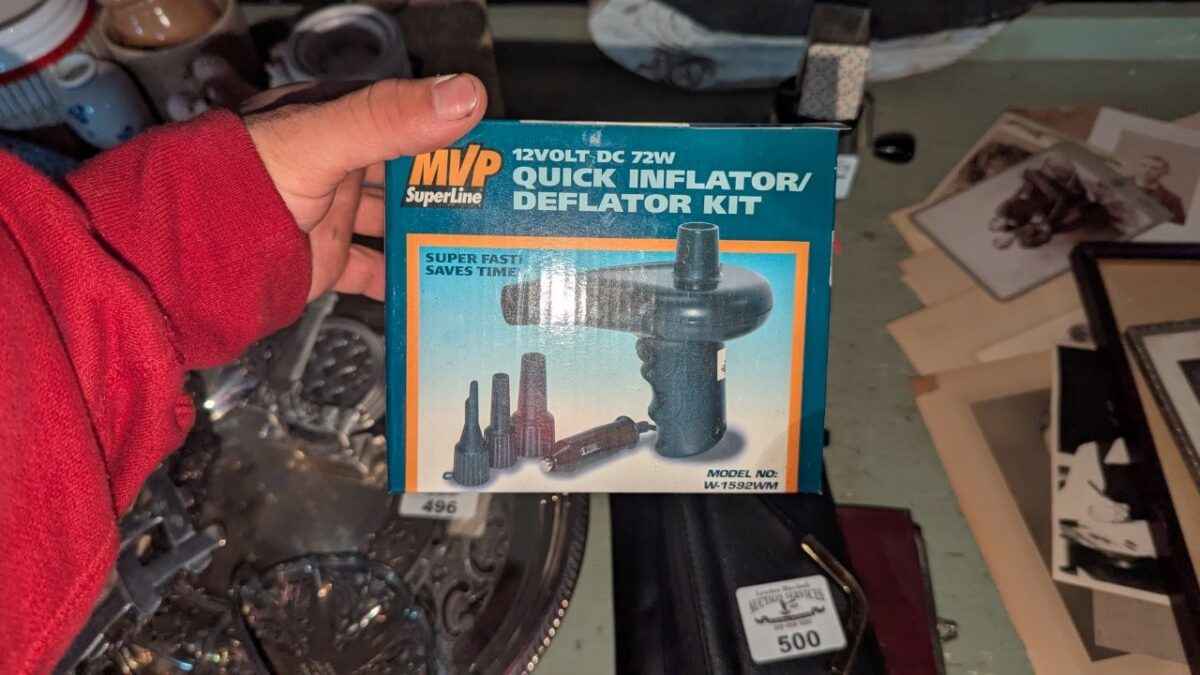 MVP
SuperLine
12VOLT DC 72W
QUICK INFLATOR/
DEFLATOR KIT
SUPER FAST!
SAVES TIME
MODEL NO:
W-1592WM
496
AUCTION SERVICES
500